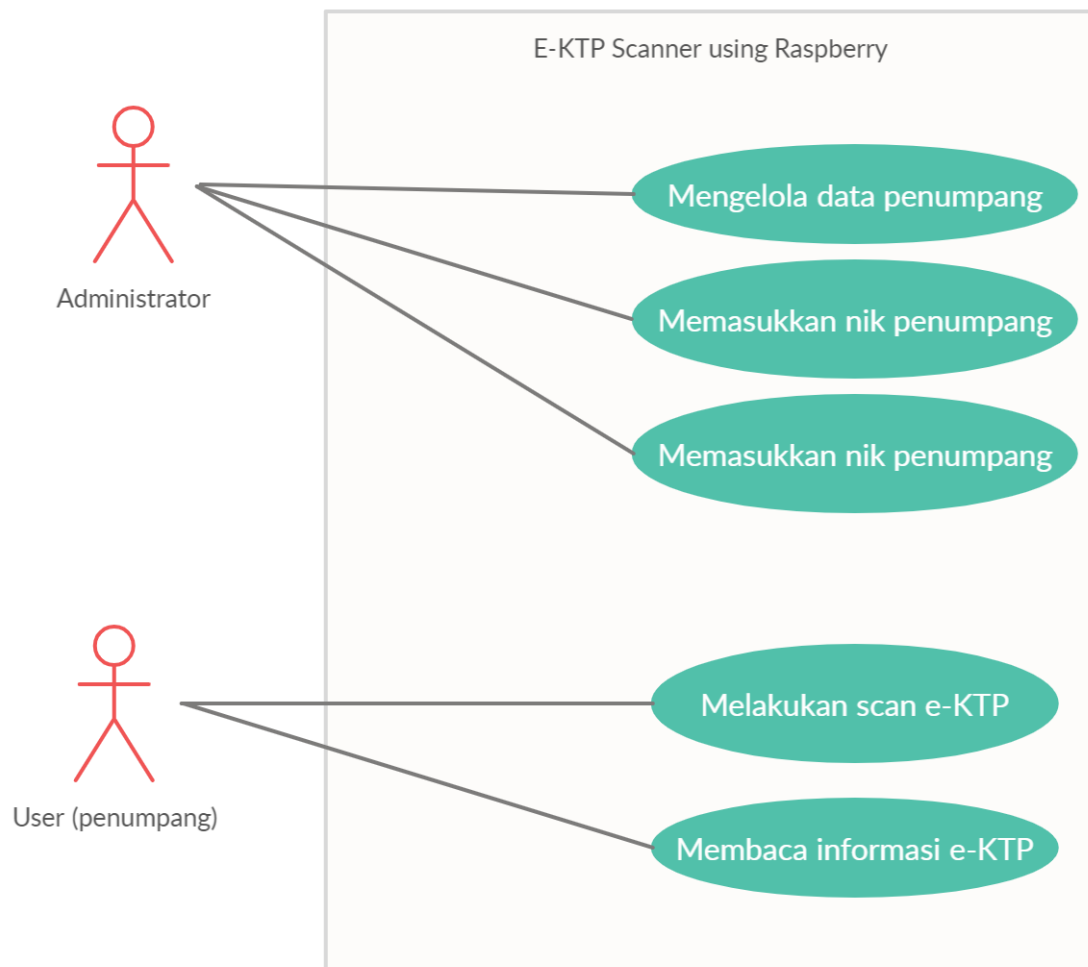 E-KTP Scanner using Raspberry
Mengelola data penumpang
Memasukkan nik penumpang
Administrator
Memasukkan nik penumpang
Melakukan scan e-KTP
User (penumpang)
Membaca informasi e-KTP